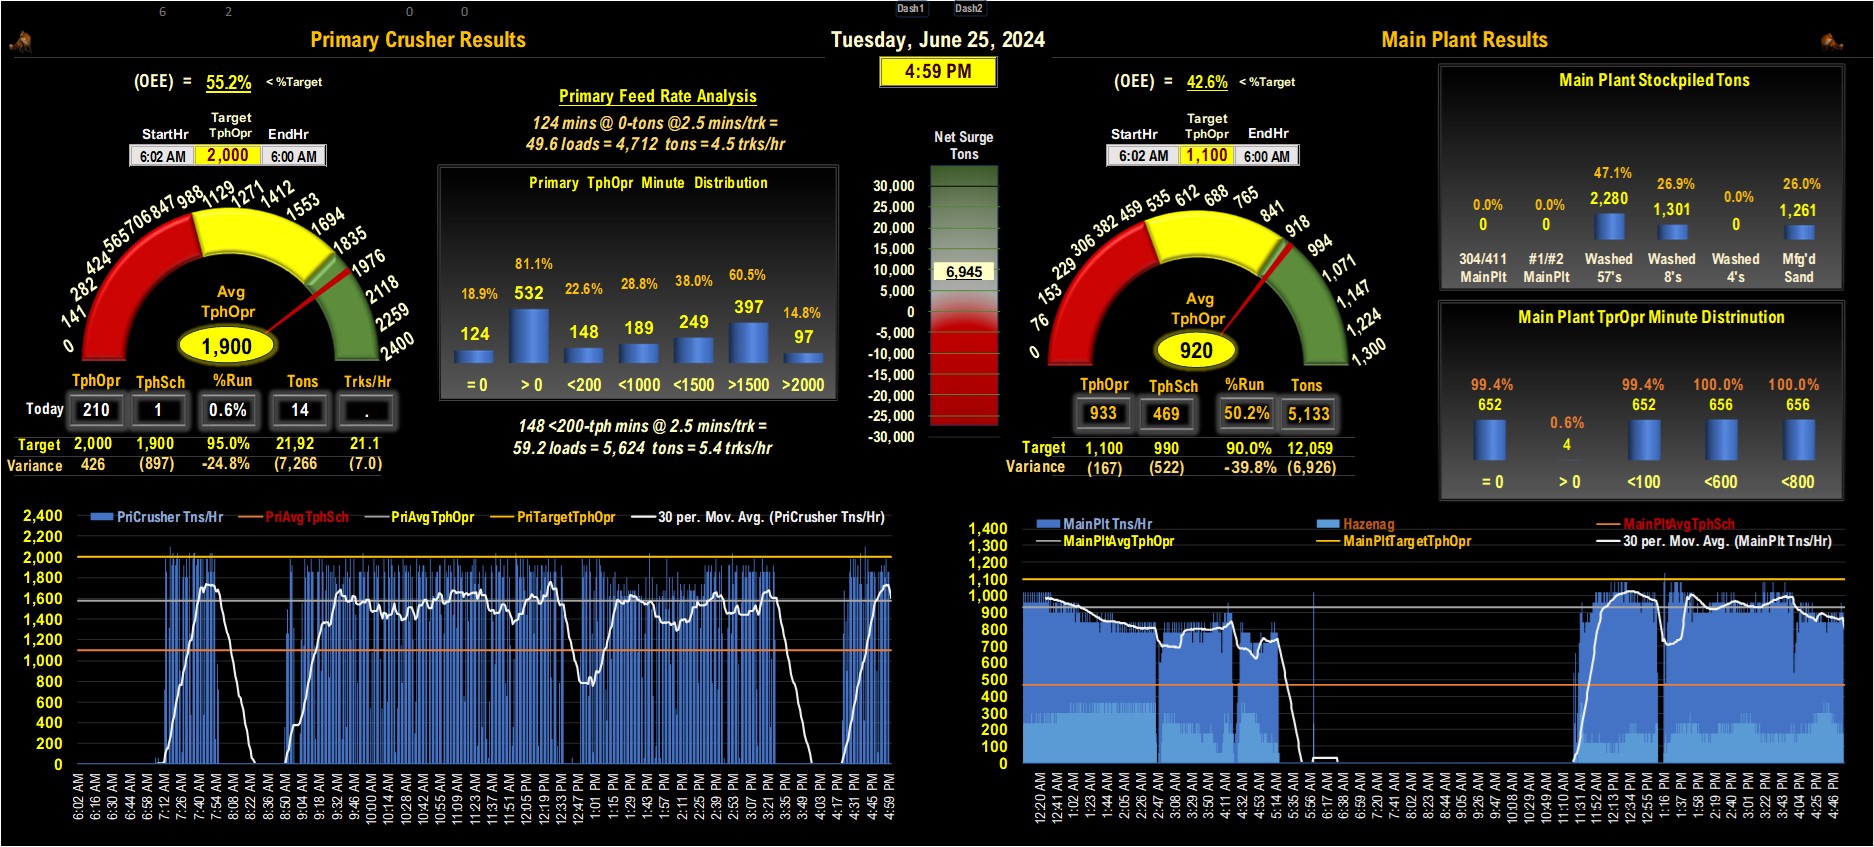 6 2 0 0 Dash1 Dash2
Primary Crusher Results
Tuesday, June 25, 2024
Main Plant Results
4:59 PM
(OEE) = 55.2% < %Target
Target
StartHr TphOpr EndHr
6:02 AM 2,000 6:00 AM
0 141 282 424 565 706 847 988 1129 1271 1412 1553 1694 1835 1976 2118 2259 2400
Avg
TphOpr
1,900
TphOpr TphSch %Run Tons Trks/Hr
Today 210 1 0.6% 14 .
Target 2,000 1,900 95.0% 21,92 21.1
Variance 426 (897) -24.8% (7,266 (7.0)
Primary Feed Rate Analysis
124 mins @ 0-tons @2.5 mins/trk =
49.6 loads = 4,712 tons = 4.5 trks/hr
Primary TphOpr Minute Distribution
18.9% 81.1% 22.6% 28.8% 38.0% 60.5% 14.8%
124 532 148 189 249 397 97
= 0 > 0 <200 <1000 <1500 >1500 >2000
148 <200-tph mins @ 2.5 mins/trk =
59.2 loads = 5,624 tons = 5.4 trks/hr
Net Surge
Tons
30,000
25,000
20,000
15,000
10,000
6,945
5,000
0
-5,000
-10,000
-15,000
-20,000
-25,000
-30,000
(OEE) = 42.6% < %Target
Target
StartHr TphOpr EndHr
6:02 AM 1,100 6:00 AM
0 76 153 229 306 382 459 535 612 688 765 841 918 994 1,071 1,147 1,224 1,300
Avg
TphOpr
920
TphOpr TphSch %Run Tons
933 469 50.2% 5,133
Target 1,100 990 90.0% 12,059
Variance (167) (522) -39.8% (6,926)
Main Plant Stockpiled Tons
0.0% 0.0% 47.1% 26.9% 0.0% 26.0%
0 0 2,280 1,301 0 1,261
304/411 #1/#2 Washed Washed Washed Mfg'd
MainPlt MainPlt 57's 8's 4's Sand
Main Plant TprOpr Minute Distrinution
99.4% 0.6% 99.4% 100.0% 100.0%
652 4 652 656 656
= 0 > 0 <100 <600 <800
PriCrusher Tns/Hr PriAvgTphSch PriAvgTphOpr PriTargetTphOpr 30 per. Mov. Avg. (PriCrusher Tns/Hr)
2,400
2,200
2,000
1,800
1,600
1,400
1,200
1,000
800
600
400
200
0
6:02 AM 6:16 AM 6:30 AM 6:44 AM 6:58 AM 7:12 AM 7:26 AM 7:40 AM 7:54 AM 8:08 AM 8:22 AM 8:36 AM 8:50 AM 9:04 AM 9:18 AM 9:32 AM 9:46 AM 10:00 AM 10:14 AM 10:28 AM 10:42 AM 10:55 AM 11:09 AM 11:23 AM 11:37 AM 11:51 AM 12:05 PM 12:19 PM 12:33 PM 12:47 PM 1:01 PM 1:15 PM 1:29 PM 1:43 PM 1:57 PM 2:11 PM 2:25 PM 2:39 PM 2:53 PM 3:07 PM 3:21 PM 3:35 PM 3:49 PM 4:03 PM 4:17 PM 4:31 PM 4:45 PM 4:59 PM
MainPlt Tns/Hr Hazenag MainPltAvgTphSch
MainPltAvgTphOpr MainPltTargetTphOpr 30 per. Mov. Avg. (MainPlt Tns/Hr)
1,400
1,300
1,200
1,100
1,000
900
800
700
600
500
400
300
200
100
0
12:20 AM 12:41 AM 1:02 AM 1:23 AM 1:44 AM 2:05 AM 2:26 AM 2:47 AM 3:08 AM 3:29 AM 3:50 AM 4:11 AM 4:32 AM 4:53 AM 5:14 AM 5:35 AM 5:56 AM 6:17 AM 6:38 AM 6:59 AM 7:20 AM 7:41 AM 8:02 AM 8:23 AM 8:44 AM 9:05 AM 9:26 AM 9:47 AM 10:08 AM 10:29 AM 10:49 AM 11:10 AM 11:31 AM 11:52 AM 12:13 PM 12:34 PM 12:55 PM 1:16 PM 1:37 PM 1:58 PM 2:19 PM 2:40 PM 3:01 PM 3:22 PM 3:43 PM 4:04 PM 4:25 PM 4:46 PM